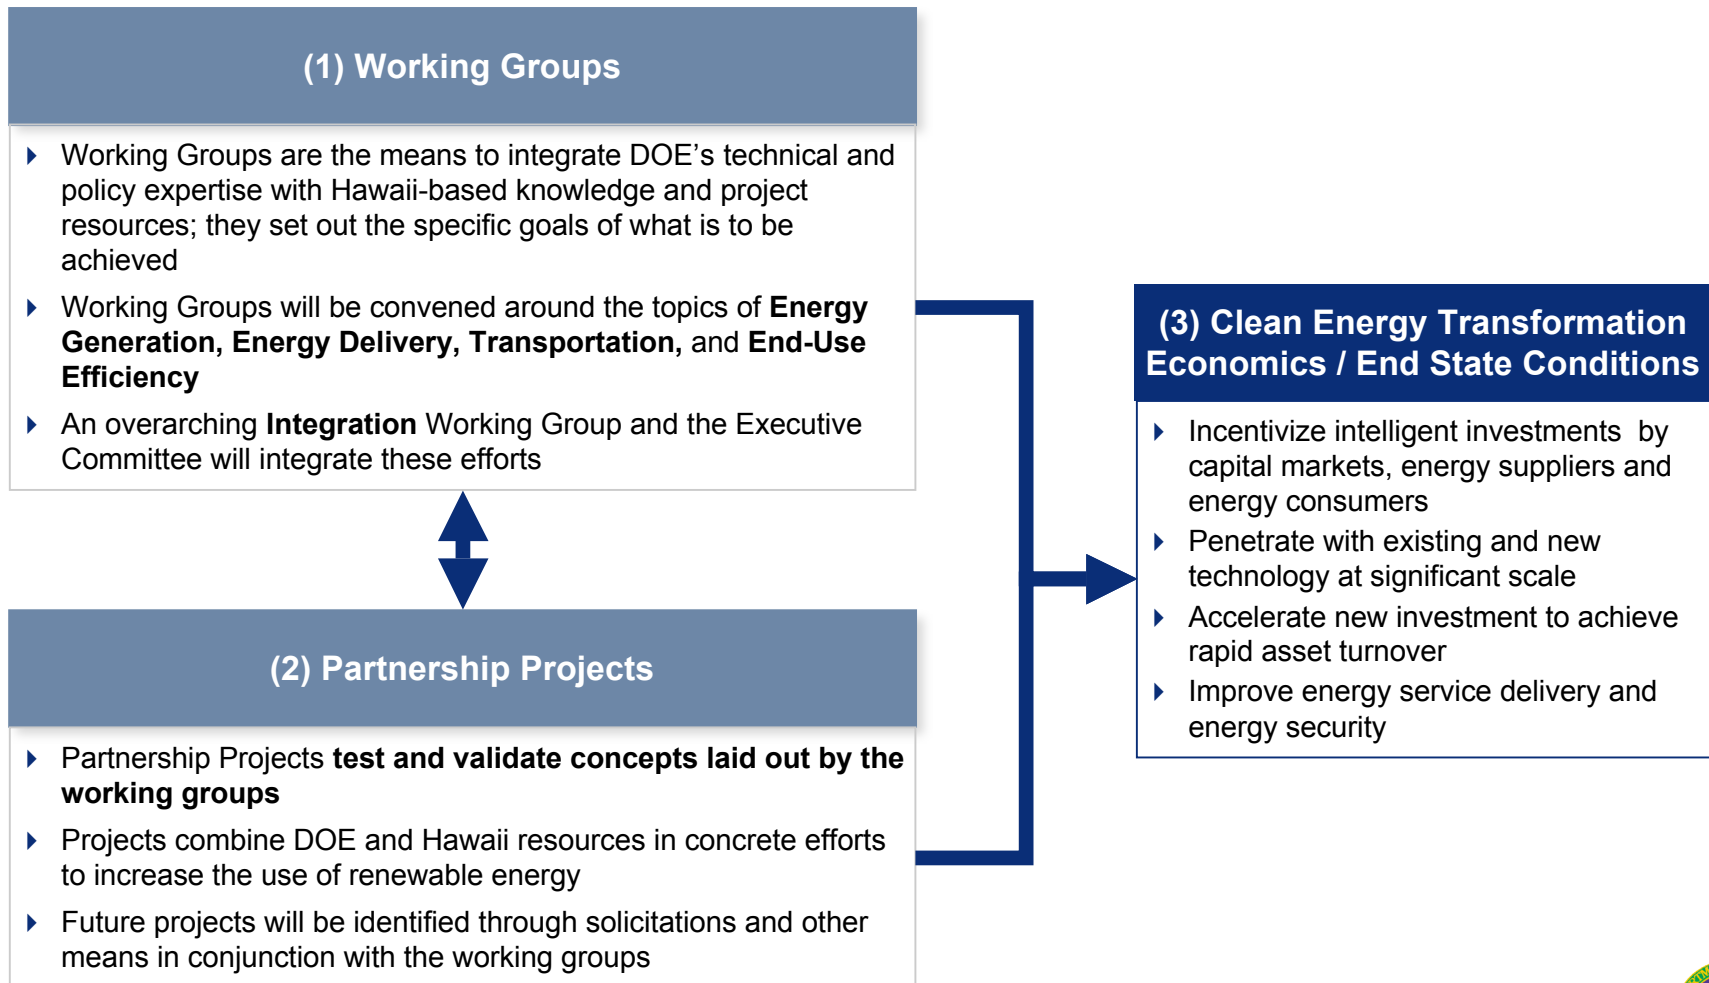 (1) Working Groups
Working Groups are the means to integrate DOE’s technical and
policy expertise with Hawaii-based knowledge and project
resources; they set out the specific goals of what is to be
achieved
Working Groups will be convened around the topics of Energy
Generation, Energy Delivery, Transportation, and End-Use
Efficiency
An overarching Integration Working Group and the Executive
Committee will integrate these efforts
(2) Partnership Projects
Partnership Projects test and validate concepts laid out by the
working groups
Projects combine DOE and Hawaii resources in concrete efforts
to increase the use of renewable energy
Future projects will be identified through solicitations and other
means in conjunction with the working groups
(3) Clean Energy Transformation
Economics / End State Conditions
Incentivize intelligent investments  by
capital markets, energy suppliers and
energy consumers
Penetrate with existing and new
technology at significant scale
Accelerate new investment to achieve
rapid asset turnover
Improve energy service delivery and
energy security